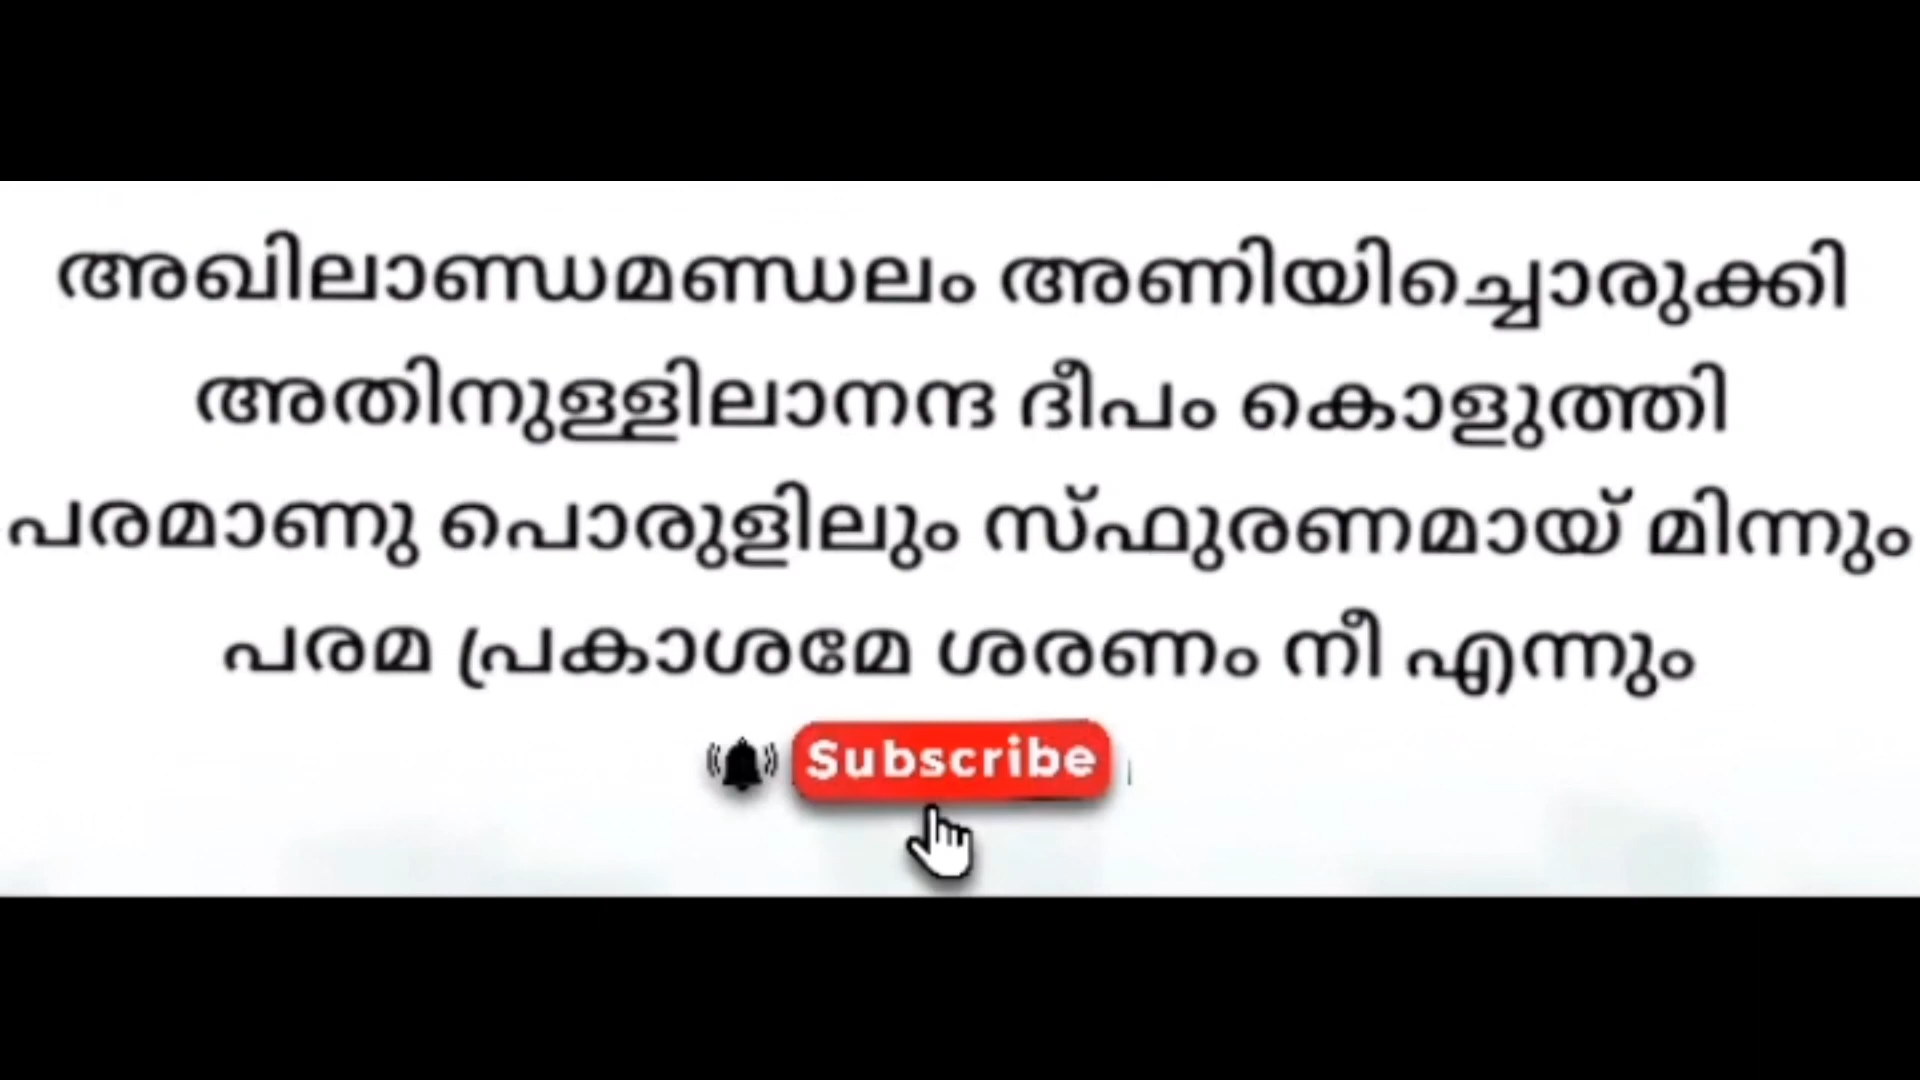 അഖിലാണ്ഡമണ്ഡലം അണിയിച്ചൊരുക്കി
അതിനുള്ളിലാനന്ദ ദീപം കൊളുത്തി
പരമാണു പൊരുളിലും സ്ഫുരണമായ് മിന്നും
പരമ പ്രകാശമേ ശരണം നീ എന്നും
Subscribe